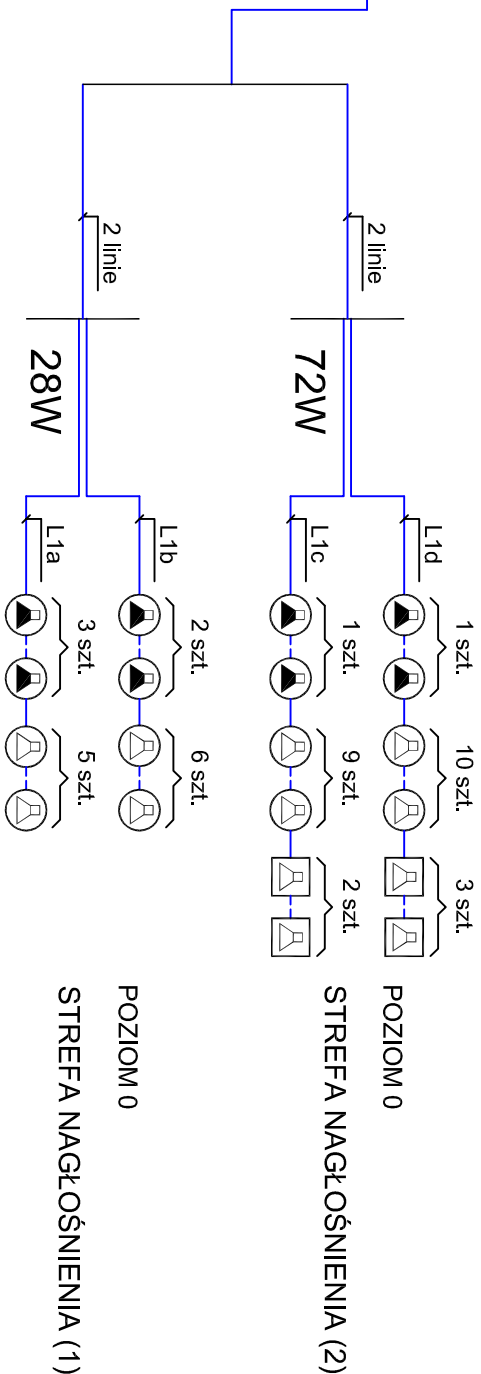 2 linie
72W
L1d
1 szt.
10 szt.
3 szt.
POZIOM 0
L1c
1 szt.
9 szt.
2 szt.
STREFA NAGŁOŚNIENIA (2)
2 linie
28W
L1b
2 szt.
6 szt.
POZIOM 0
L1a
3 szt.
5 szt.
STREFA NAGŁOŚNIENIA (1)